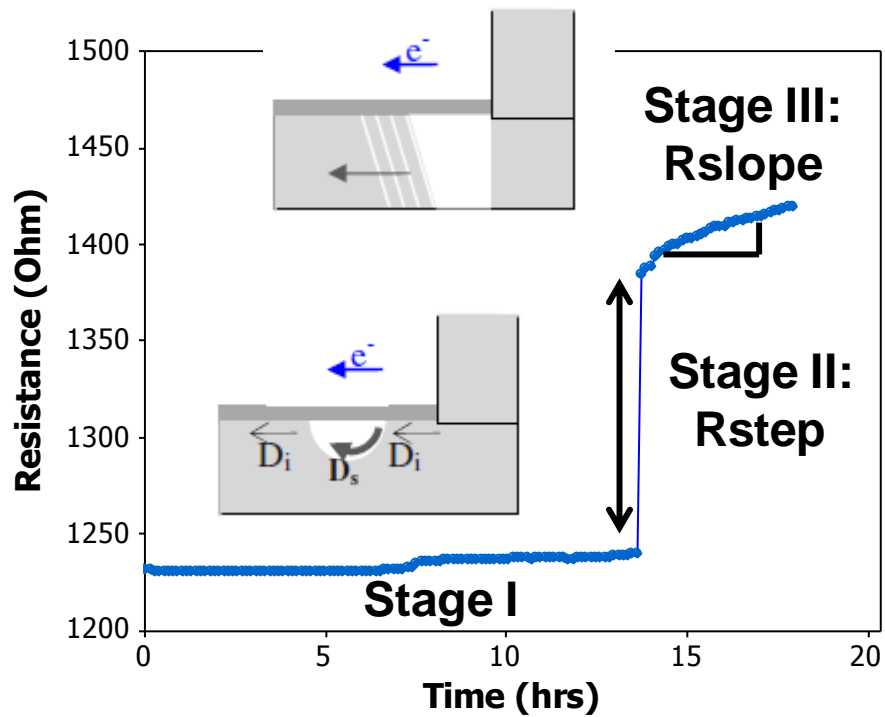 1500
1450
1400
1350
1300
1250
1200
Resistance (Ohm)
e-
Stage III:
Rslope
e-
Di
Ds
Di
Stage II:
Rstep
Stage I
0
5
10
15
20
Time (hrs)